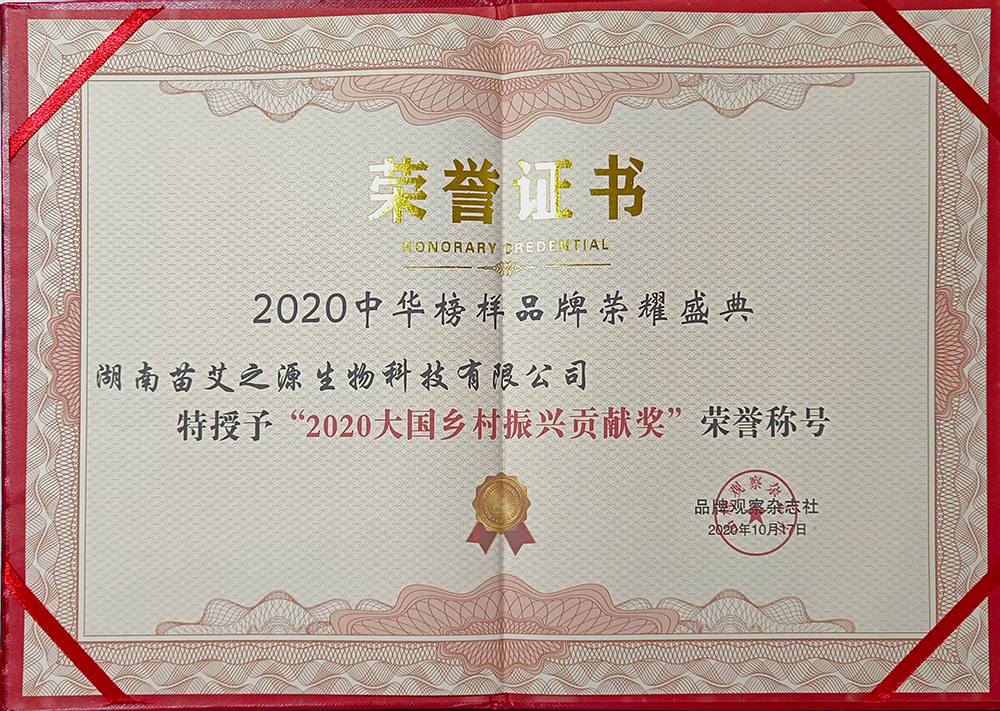 荣誉证书
HONORARY CREDENTIAL
2020中华榜样品牌荣耀盛典
湖南苗艾之源生物科技有限公司
特授予“2020大国乡村振兴贡献奖”荣誉称号
品牌观察杂志社
2020年10月17日